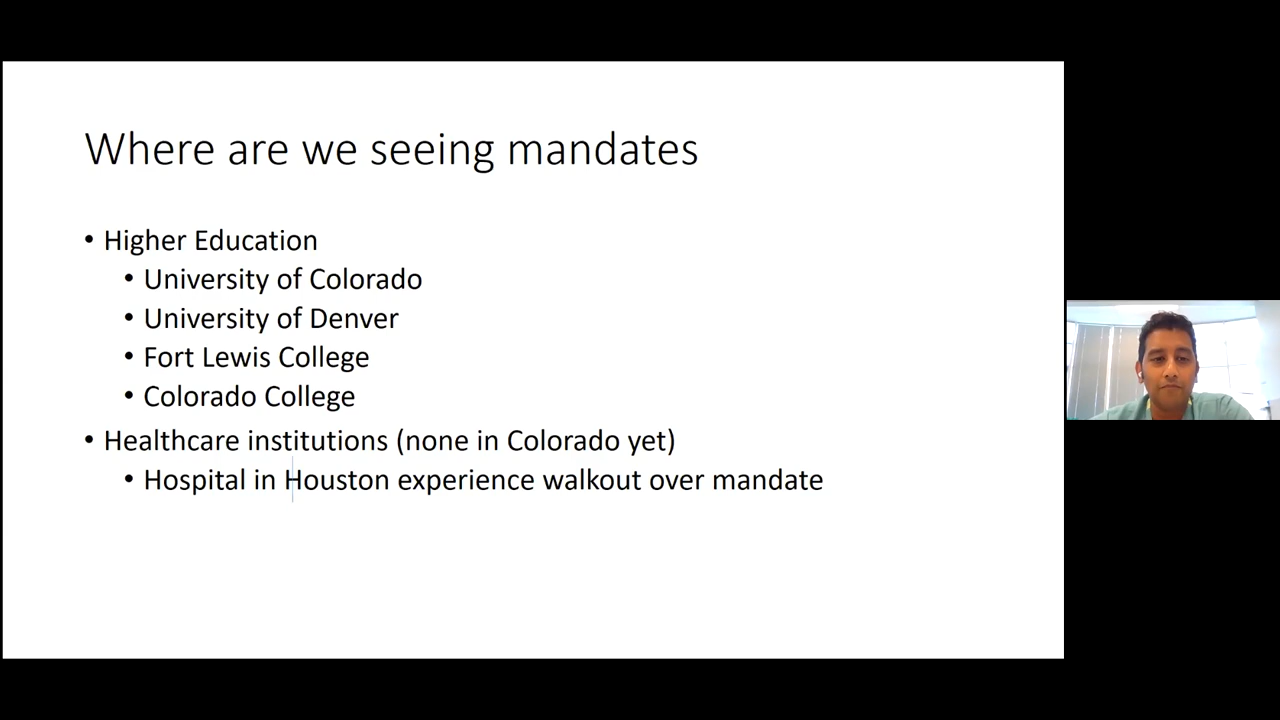 Where are we seeing mandates
• Higher Education
• University of Colorado
• University of Denver
• Fort Lewis College
• Colorado College
• Healthcare institutions (none in Colorado yet)
• Hospital in Houston experience walkout over mandate